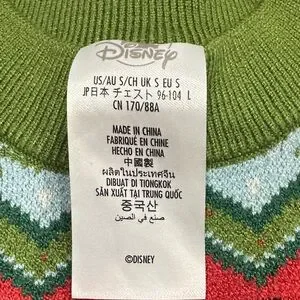 Disney
US/AU S/CH UK S EU S
JP日本 チェスト 96-104 L
CN 170/88A
MADE IN CHINA
FABRIQUÉ EN CHINE
HECHO EN CHINA
中國製
ผลิตในประเทศจีน
DIBUAT DI TIONGKOK
SẢN XUẤT TẠI TRUNG QUỐC
중국산
صنع في الصين
©DISNEY